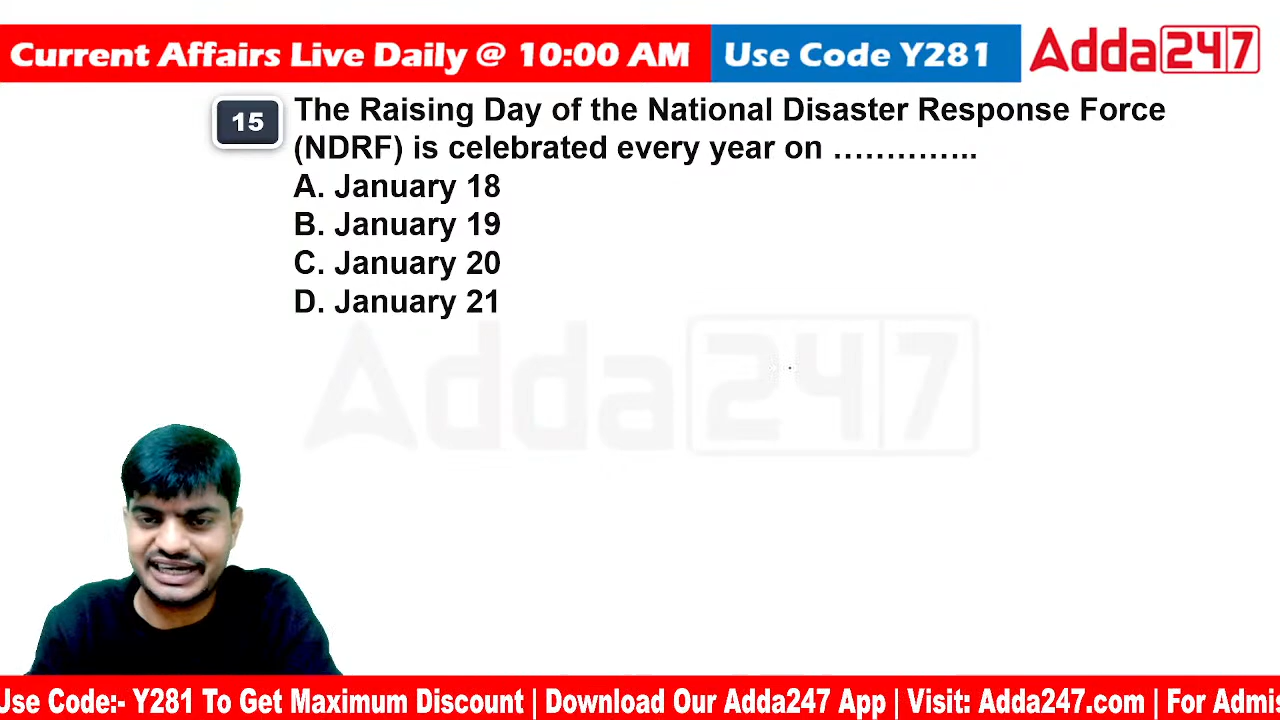 Current Affairs Live Daily @ 10:00 AM Use Code Y281 Adda247
15 The Raising Day of the National Disaster Response Force
(NDRF) is celebrated every year on …………..
A. January 18
B. January 19
C. January 20
D. January 21
Adda247
Use Code:- Y281 To Get Maximum Discount | Download Our Adda247 App | Visit: Adda247.com | For Admis